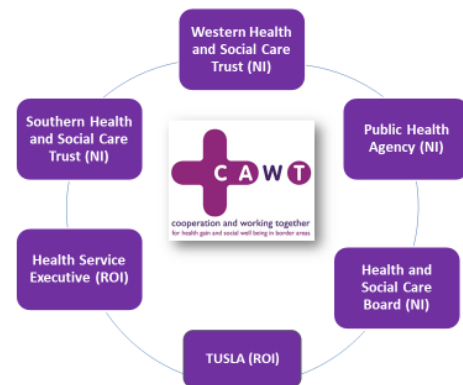 Western Health
and Social Care
Trust (NI)
Public Health
Agency (NI)
Health and
Social Care
Board (NI)
TUSLA (ROI)
Health Service
Executive (ROI)
Southern Health
and Social Care
Trust (NI)
CAWT
cooperation and working together
for health gain and social well being in border areas